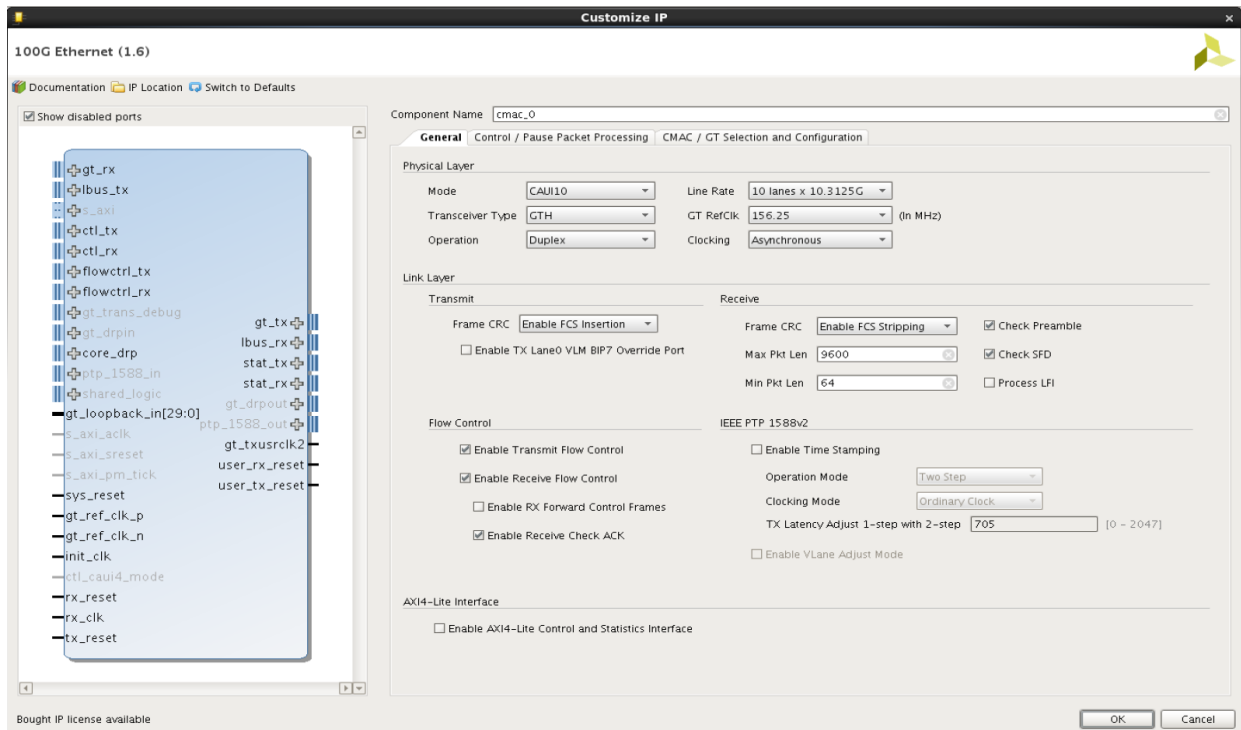 Customize IP
100G Ethernet (1.6)
Documentation IP Location Switch to Defaults
Show disabled ports
gt_rx
lbus_tx
s_axi
ctl_tx
ctl_rx
flowctrl_tx
flowctrl_rx
gt_trans_debug
gt_drpin
core_drp
ptp_1588_in
shared_logic
gt_loopback_in[29:0]
s_axi_aclk
s_axi_sreset
s_axi_pm_tick
sys_reset
gt_ref_clk_p
gt_ref_clk_n
init_clk
ctl_caui4_mode
rx_reset
rx_clk
tx_reset
gt_tx
lbus_rx
stat_tx
stat_rx
gt_drpout
ptp_1588_out
gt_txusrclk2
user_rx_reset
user_tx_reset
Component Name cmac_0
General Control / Pause Packet Processing CMAC / GT Selection and Configuration
Physical Layer
Mode CAUI10 Line Rate 10 lanes x 10.3125G
Transceiver Type GTH GT RefClk 156.25 (In MHz)
Operation Duplex Clocking Asynchronous
Link Layer
Transmit
Frame CRC Enable FCS Insertion
Enable TX Lane0 VLM BIP7 Override Port
Receive
Frame CRC Enable FCS Stripping Check Preamble
Max Pkt Len 9600 Check SFD
Min Pkt Len 64 Process LFI
Flow Control
Enable Transmit Flow Control
Enable Receive Flow Control
Enable RX Forward Control Frames
Enable Receive Check ACK
IEEE PTP 1588v2
Enable Time Stamping
Operation Mode Two Step
Clocking Mode Ordinary Clock
TX Latency Adjust 1-step with 2-step 705 [0 - 2047]
Enable VLane Adjust Mode
AXI4-Lite Interface
Enable AXI4-Lite Control and Statistics Interface
Bought IP license available
OK Cancel